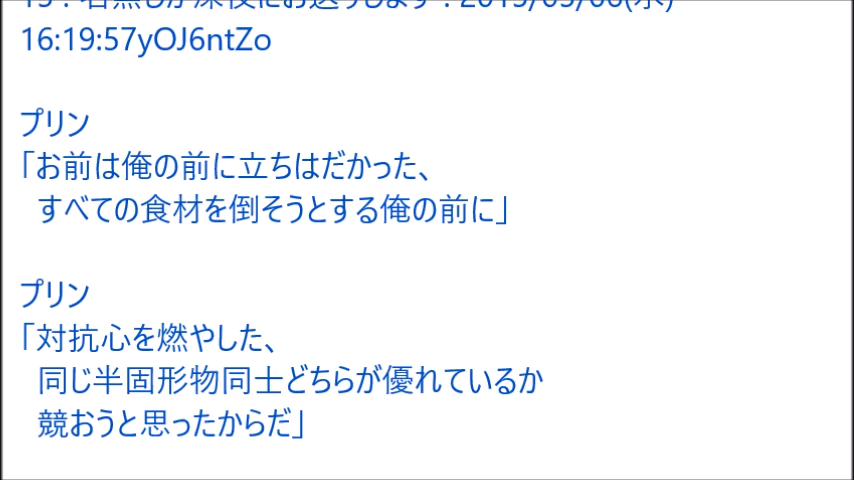 16:19:57yOJ6ntZo
プリン
「お前は俺の前に立ちはだかった、
すべての食材を倒そうとする俺の前に」
プリン
「対抗心を燃やした、
同じ半固形物同士どちらが優れているか
競おうと思ったからだ」